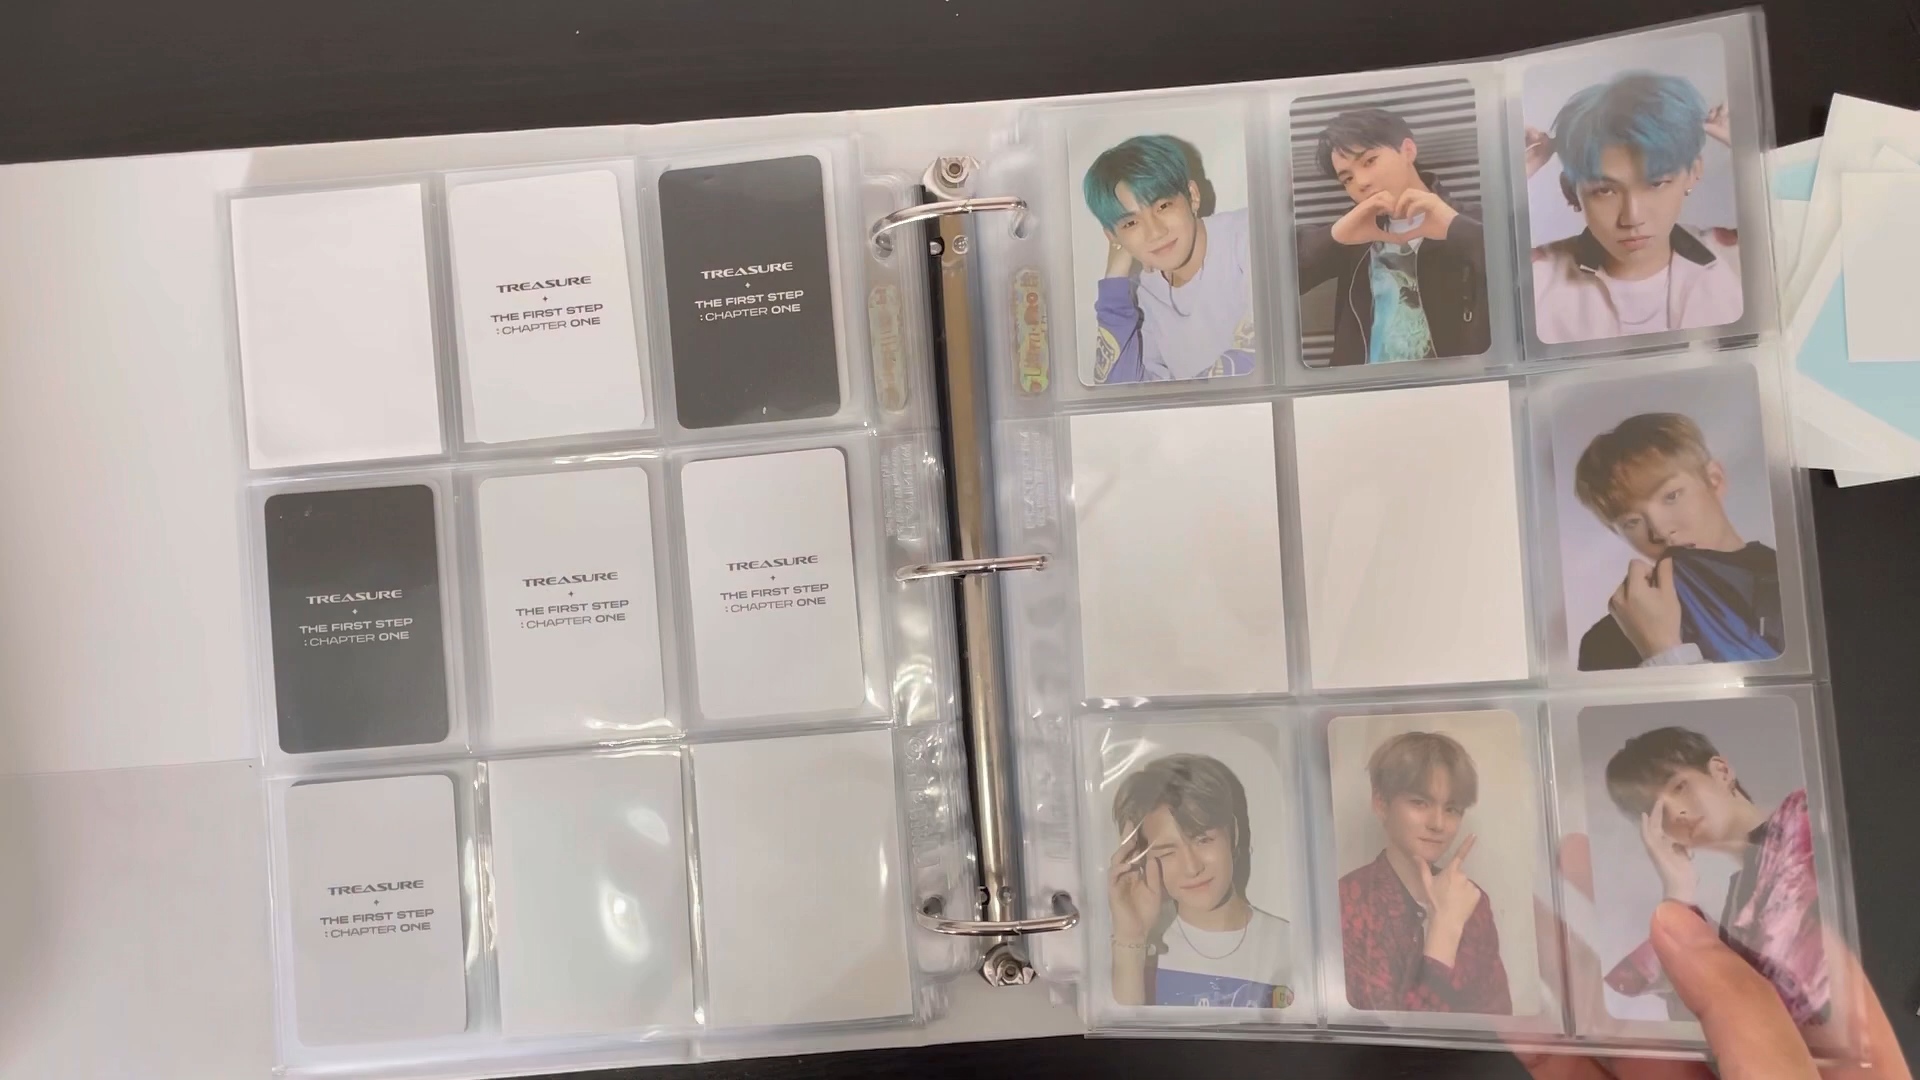 TREASURE
+
THE FIRST STEP
: CHAPTER ONE
TREASURE
+
THE FIRST STEP
: CHAPTER ONE
TREASURE
+
THE FIRST STEP
: CHAPTER ONE
TREASURE
+
THE FIRST STEP
: CHAPTER ONE
TREASURE
+
THE FIRST STEP
: CHAPTER ONE
TREASURE
+
THE FIRST STEP
: CHAPTER ONE